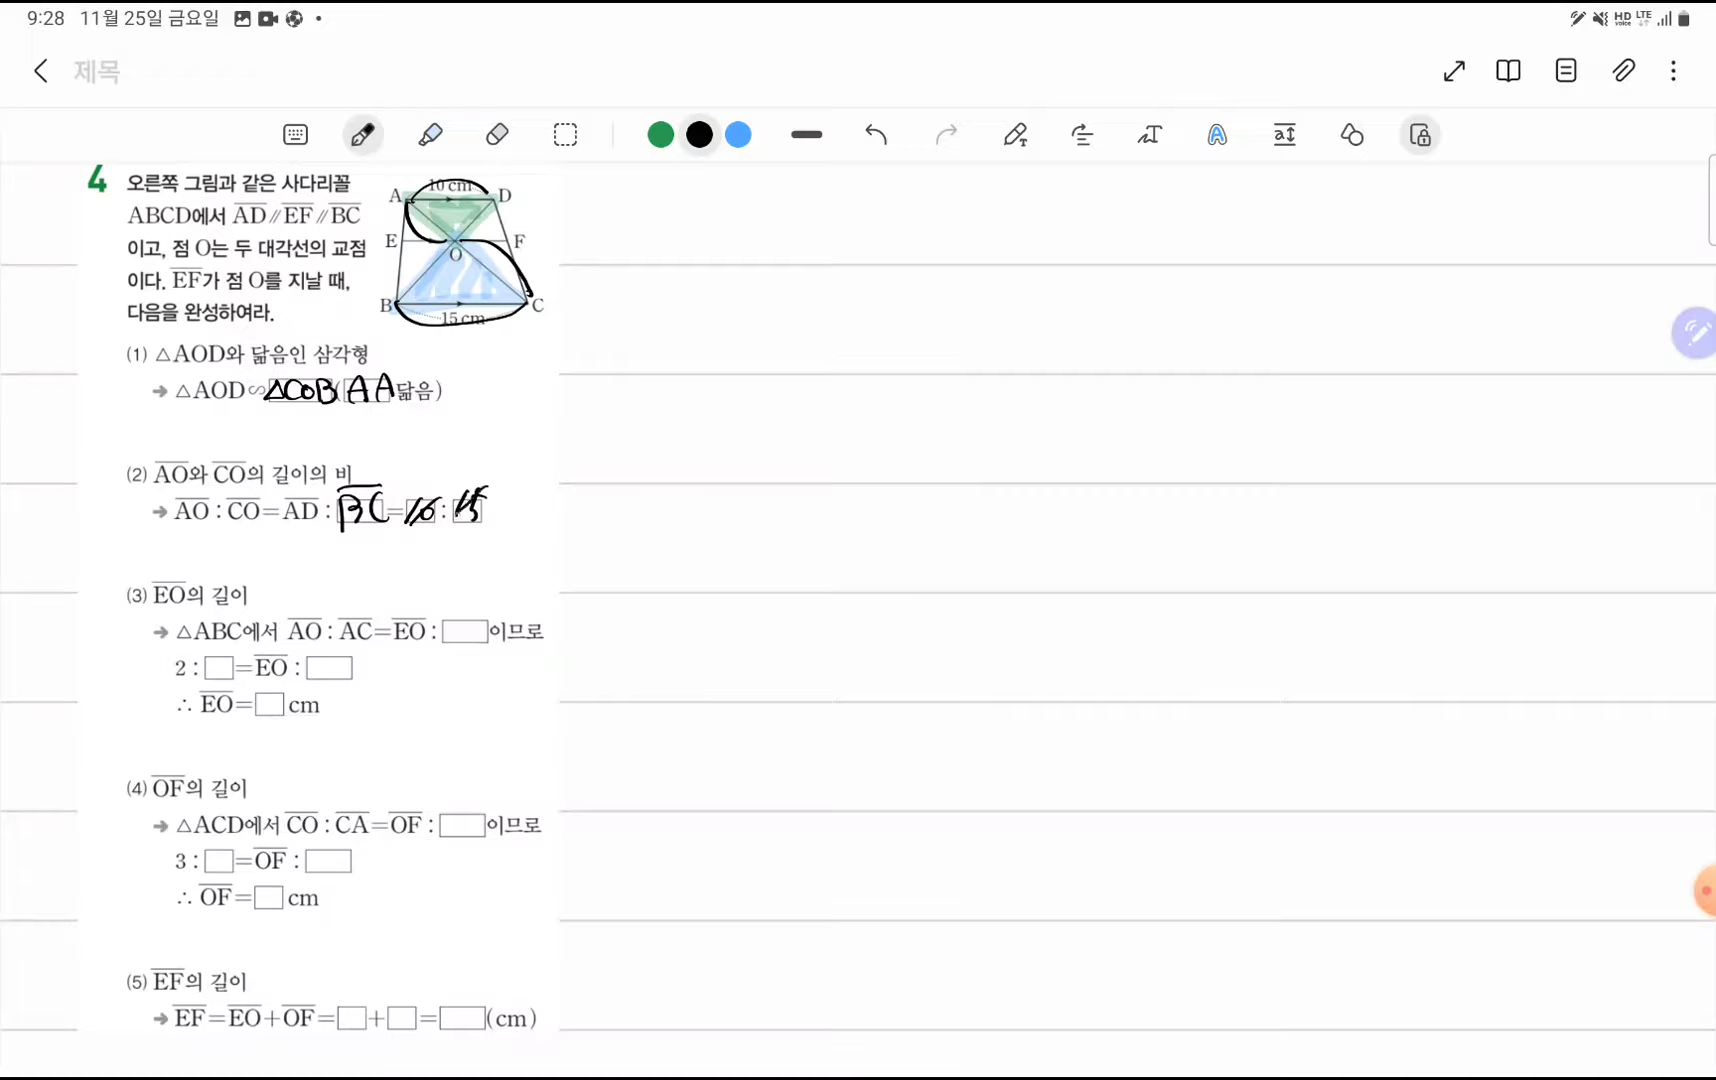 9:28 11월 25일 금요일
HD voice LTE
제목
4 오른쪽 그림과 같은 사다리꼴
ABCD에서 AD∥EF∥BC
이고, 점 O는 두 대각선의 교점
이다. EF가 점 O를 지날 때,
다음을 완성하여라.
10 cm
A D
E F
O
B C
15 cm
(1) △AOD와 닮음인 삼각형
→ △AOD∽△COB(AA닮음)
(2) AO와 CO의 길이의 비
→ AO : CO=AD : BC=10 : 15
(3) EO의 길이
→ △ABC에서 AO : AC=EO : □이므로
2 : □=EO : □
∴ EO=□cm
(4) OF의 길이
→ △ACD에서 CO : CA=OF : □이므로
3 : □=OF : □
∴ OF=□cm
(5) EF의 길이
→ EF=EO+OF=□+□=□(cm)